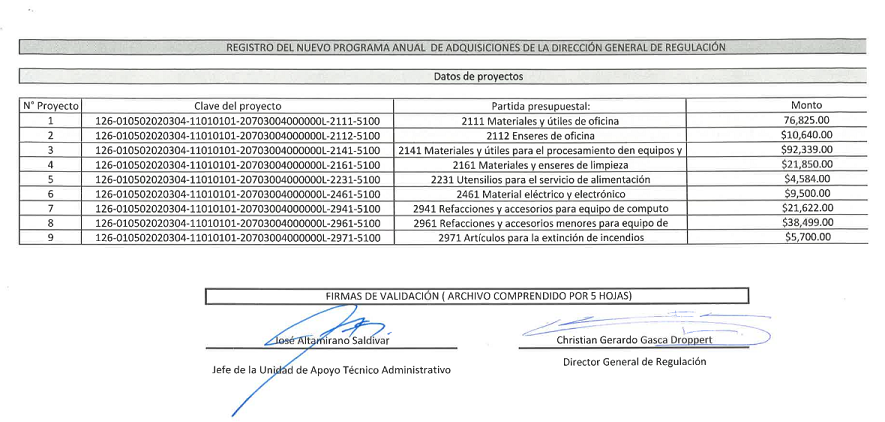 REGISTRO DEL NUEVO PROGRAMA ANUAL DE ADQUISICIONES DE LA DIRECCIÓN GENERAL DE REGULACIÓN
Datos de proyectos
N° Proyecto Clave del proyecto Partida presupuestal: Monto
1 126-010502020304-11010101-20703004000000L-2111-5100 2111 Materiales y útiles de oficina 76,825.00
2 126-010502020304-11010101-20703004000000L-2112-5100 2112 Enseres de oficina $10,640.00
3 126-010502020304-11010101-20703004000000L-2141-5100 2141 Materiales y útiles para el procesamiento den equipos y $92,339.00
4 126-010502020304-11010101-20703004000000L-2161-5100 2161 Materiales y enseres de limpieza $21,850.00
5 126-010502020304-11010101-20703004000000L-2231-5100 2231 Utensilios para el servicio de alimentación $4,584.00
6 126-010502020304-11010101-20703004000000L-2461-5100 2461 Material eléctrico y electrónico $9,500.00
7 126-010502020304-11010101-20703004000000L-2941-5100 2941 Refacciones y accesorios para equipo de computo $21,622.00
8 126-010502020304-11010101-20703004000000L-2961-5100 2961 Refacciones y accesorios menores para equipo de $38,499.00
9 126-010502020304-11010101-20703004000000L-2971-5100 2971 Artículos para la extinción de incendios $5,700.00
FIRMAS DE VALIDACIÓN ( ARCHIVO COMPRENDIDO POR 5 HOJAS)
José Altamirano Saldivar Christian Gerardo Gasca Droppert
Jefe de la Unidad de Apoyo Técnico Administrativo Director General de Regulación